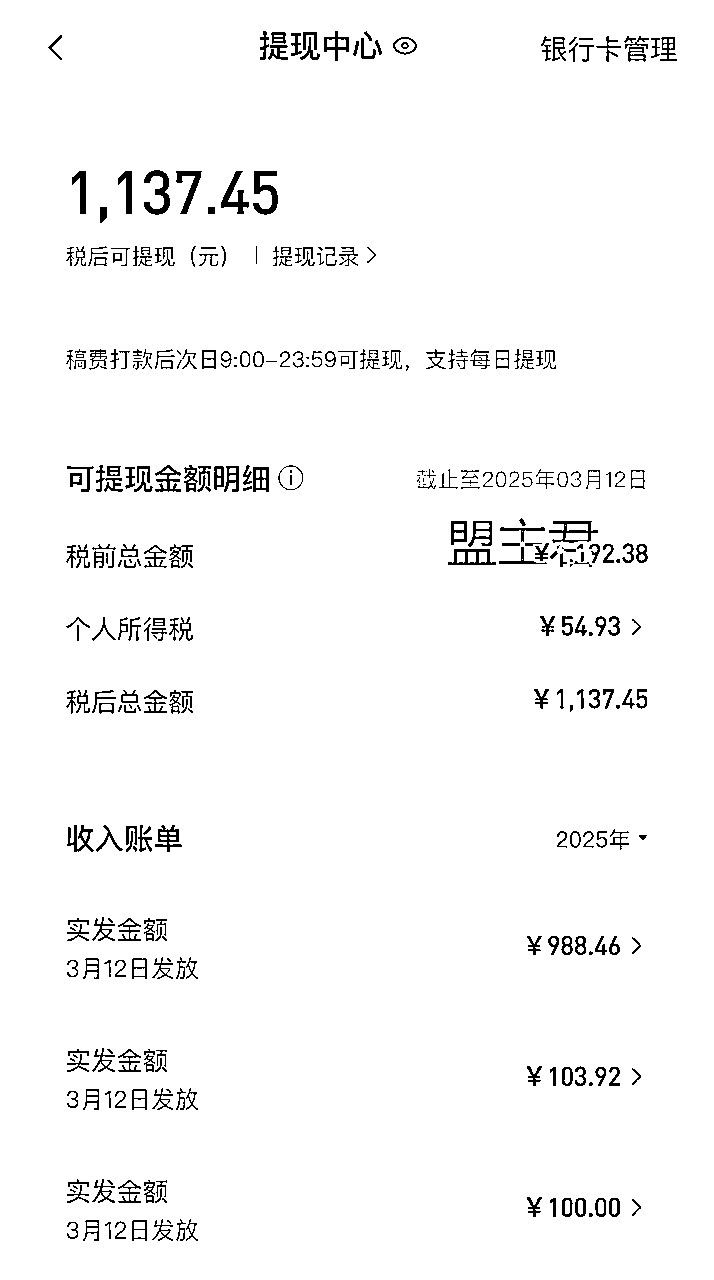 提现中心
银行卡管理
1,137.45
税后可提现（元） | 提现记录 >
稿费打款后次日9:00-23:59可提现，支持每日提现
可提现金额明细
截止至2025年03月12日
盟主君
税前总金额 192.38
个人所得税 ¥54.93 >
税后总金额 ¥1,137.45
收入账单 2025年
实发金额
3月12日发放
¥988.46 >
实发金额
3月12日发放
¥103.92 >
实发金额
3月12日发放
¥100.00 >